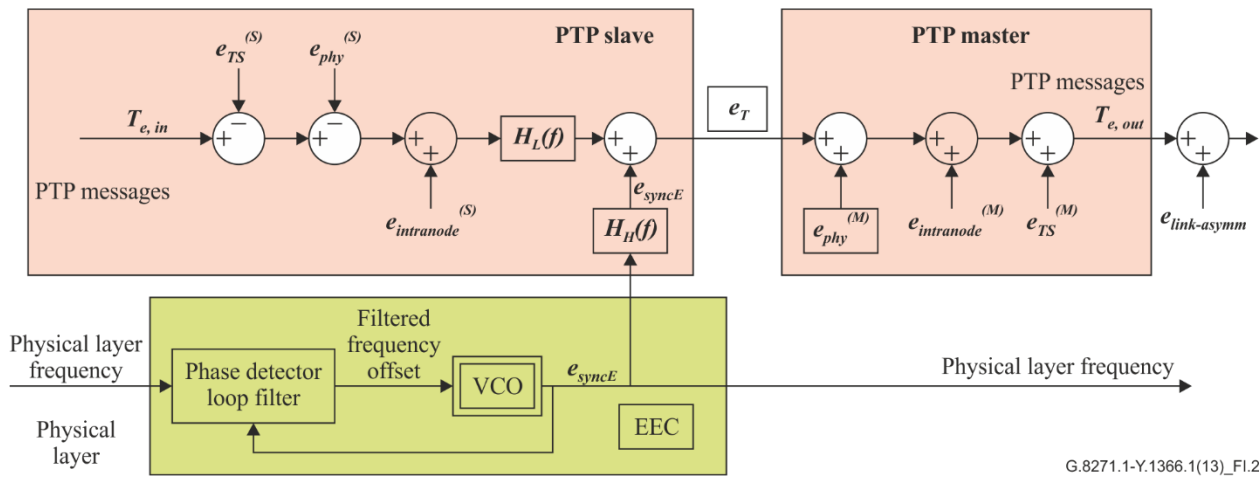 PTP slave
PTP master
e_TS^(S)
e_phy^(S)
PTP messages
T_e, in
+
−
+
−
+
+
H_L(f)
+
+
e_T
+
+
+
+
+
+
T_e, out
+
+
PTP messages
e_intranode^(S)
e_syncE
H_H(f)
e_phy^(M)
e_intranode^(M)
e_TS^(M)
e_link-asymm
Physical layer
frequency
Filtered
frequency
offset
Phase detector
loop filter
VCO
e_syncE
Physical layer frequency
EEC
Physical
layer
G.8271.1-Y.1366.1(13)_FI.2